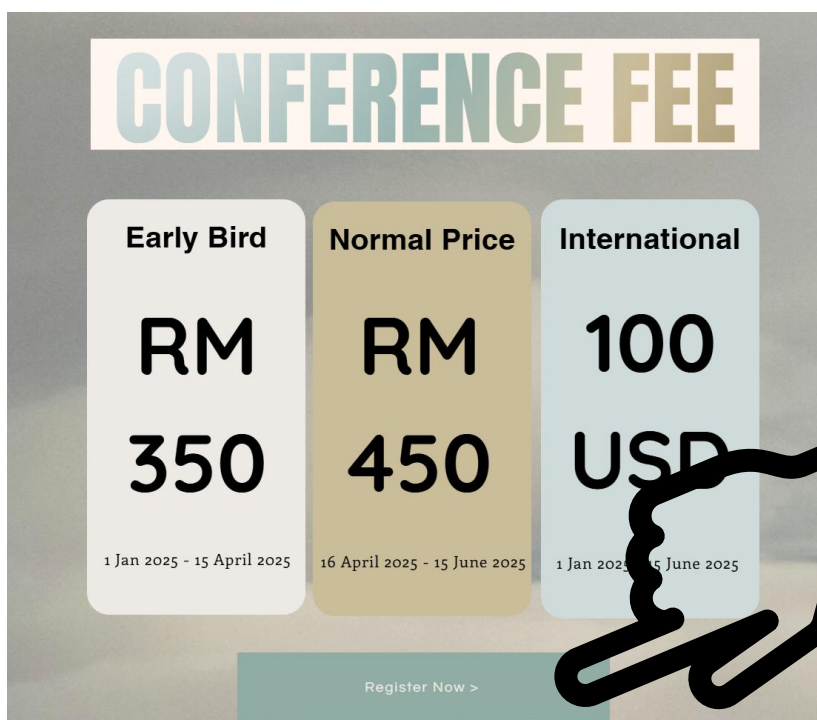 CONFERENCE FEE
Early Bird
RM
350
1 Jan 2025 - 15 April 2025
Normal Price
RM
450
16 April 2025 - 15 June 2025
International
100
USD
1 Jan 2025 5 June 2025
Register Now >